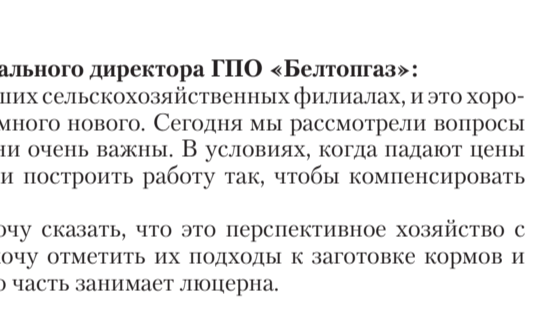 ального директора ГПО «Белтопгаз»:
ших сельскохозяйственных филиалах, и это хоро-
много нового. Сегодня мы рассмотрели вопросы
ни очень важны. В условиях, когда падают цены
и построить работу так, чтобы компенсировать
очу сказать, что это перспективное хозяйство с
очу отметить их подходы к заготовке кормов и
о часть занимает люцерна.